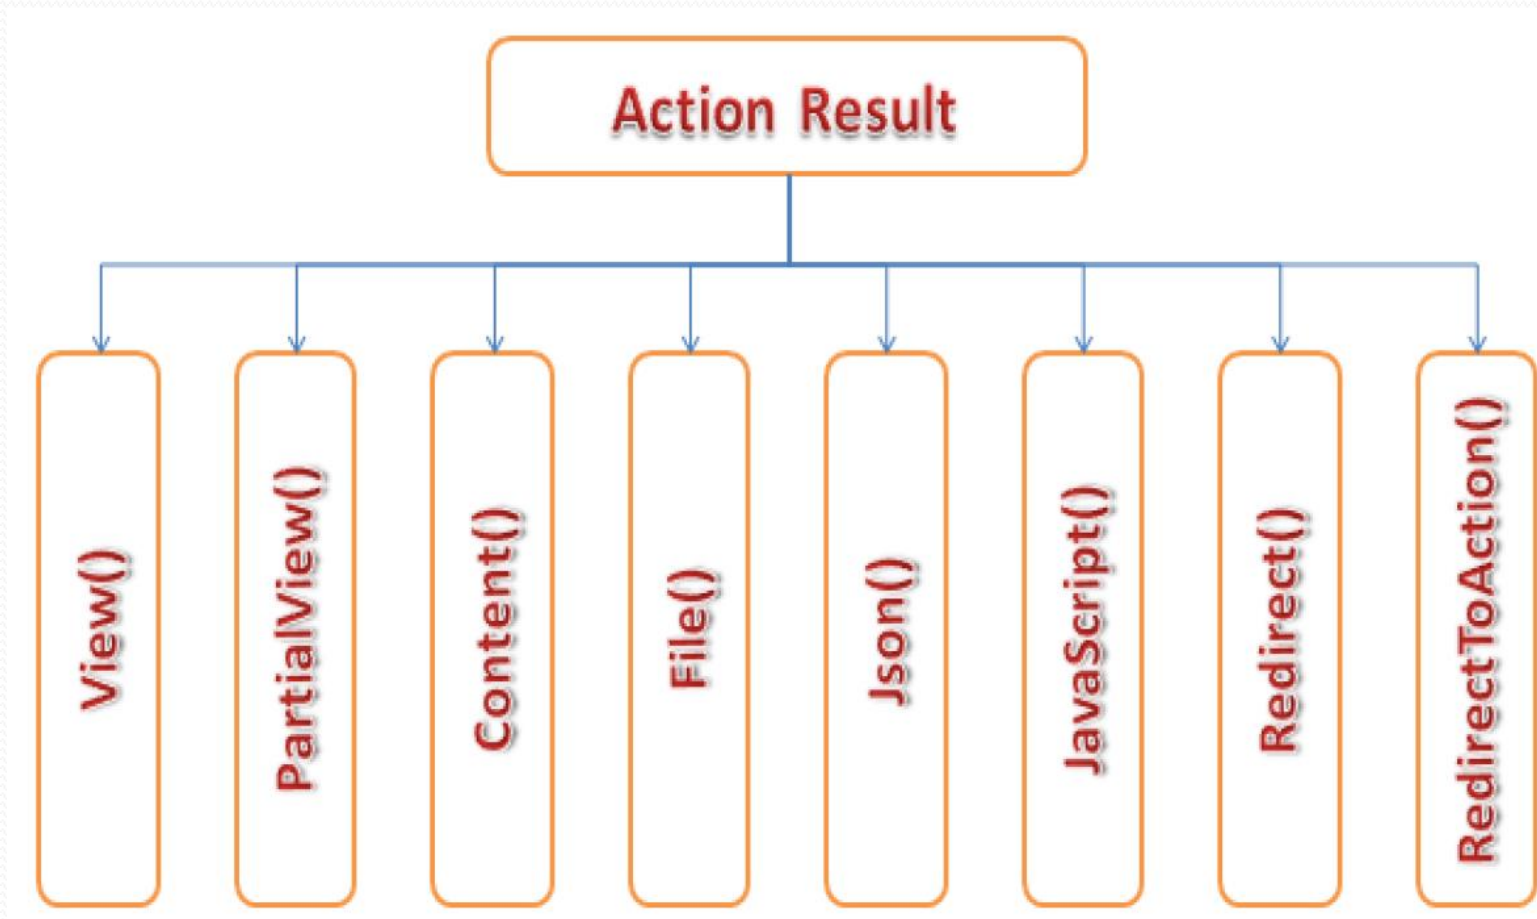 Action Result
View()
PartialView()
Content()
File()
Json()
JavaScript()
Redirect()
RedirectToAction()